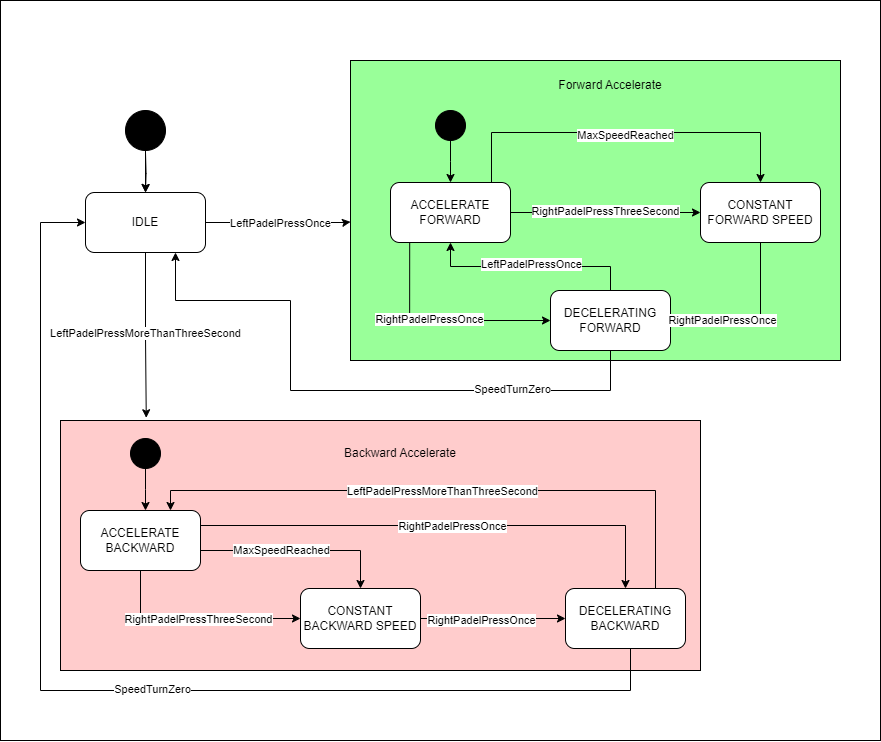 Forward Accelerate
MaxSpeedReached
ACCELERATE
FORWARD
CONSTANT
FORWARD SPEED
RightPadelPressThreeSecond
IDLE
LeftPadelPressOnce
LeftPadelPressOnce
DECELERATING
FORWARD
RightPadelPressOnce
RightPadelPressOnce
LeftPadelPressMoreThanThreeSecond
SpeedTurnZero
Backward Accelerate
LeftPadelPressMoreThanThreeSecond
RightPadelPressOnce
ACCELERATE
BACKWARD
MaxSpeedReached
RightPadelPressThreeSecond
CONSTANT
BACKWARD SPEED
RightPadelPressOnce
DECELERATING
BACKWARD
SpeedTurnZero